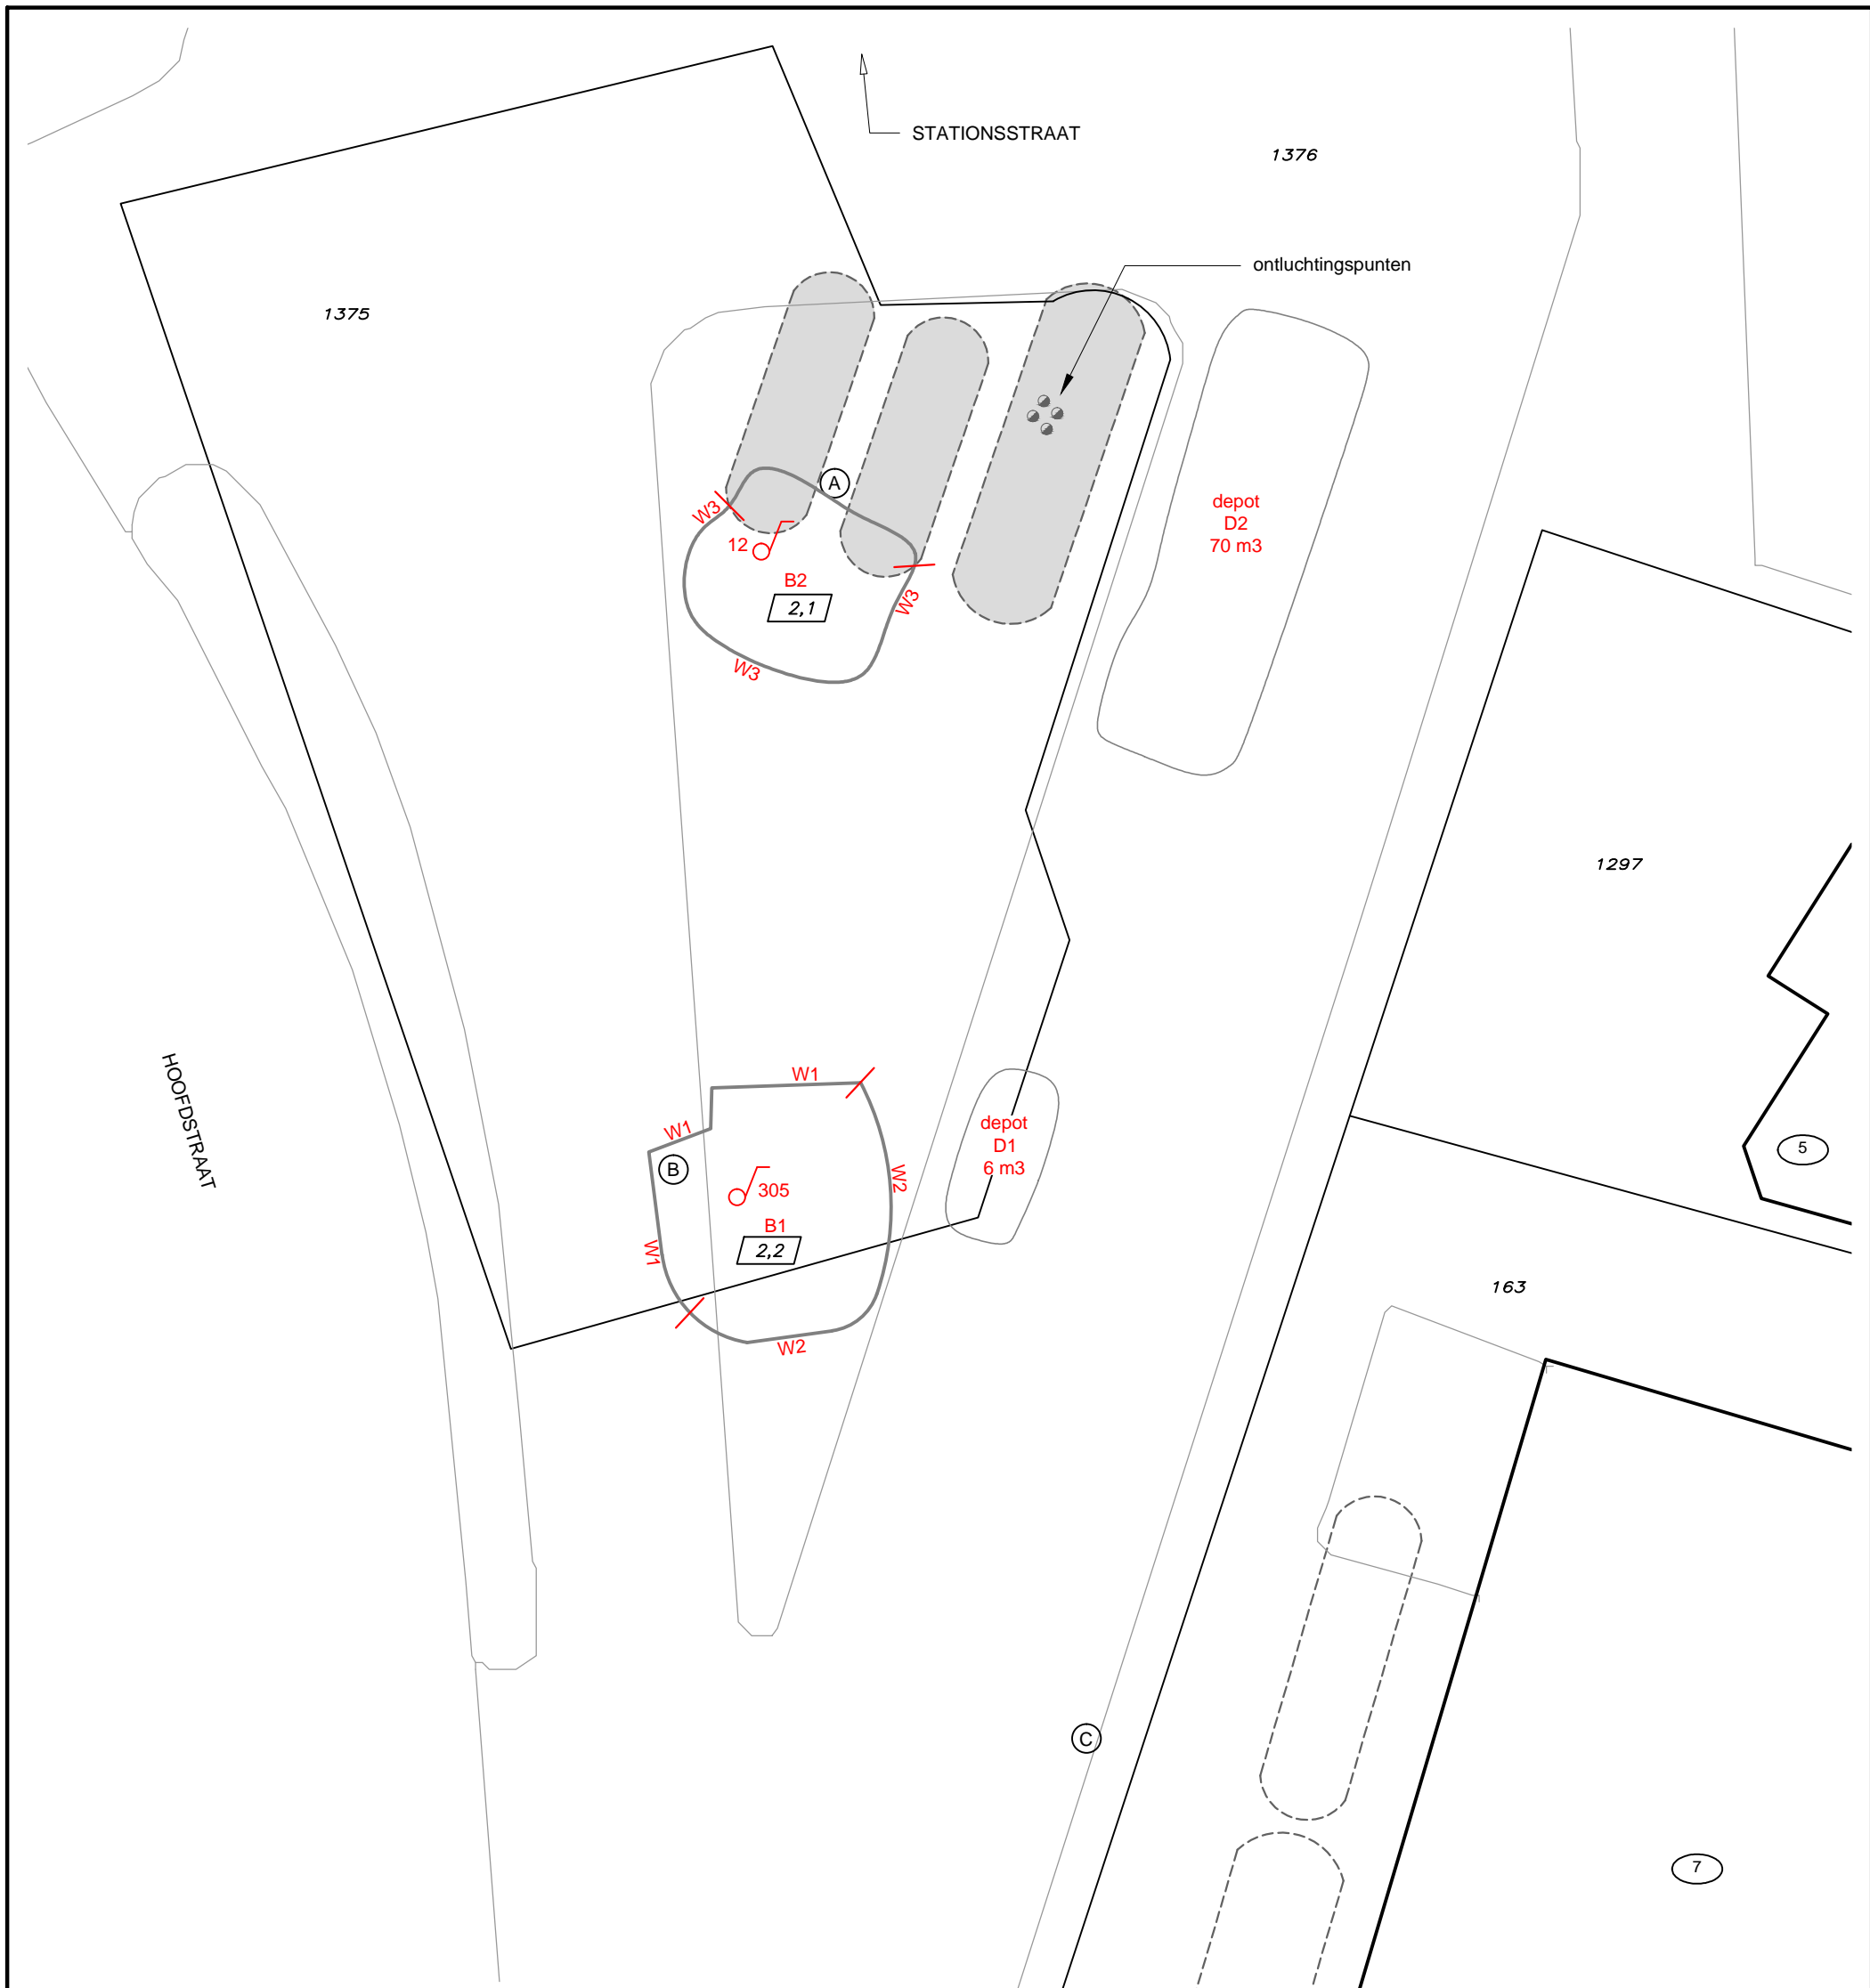 STATIONSSTRAAT
1376
ontluchtingspunten
1375
A
W3
12
B2
2,1
W3
W3
depot
D2
70 m3
1297
HOOFDSTRAAT
W1
W1
B
305
B1
2,2
W1
W2
W2
depot
D1
6 m3
5
163
C
7